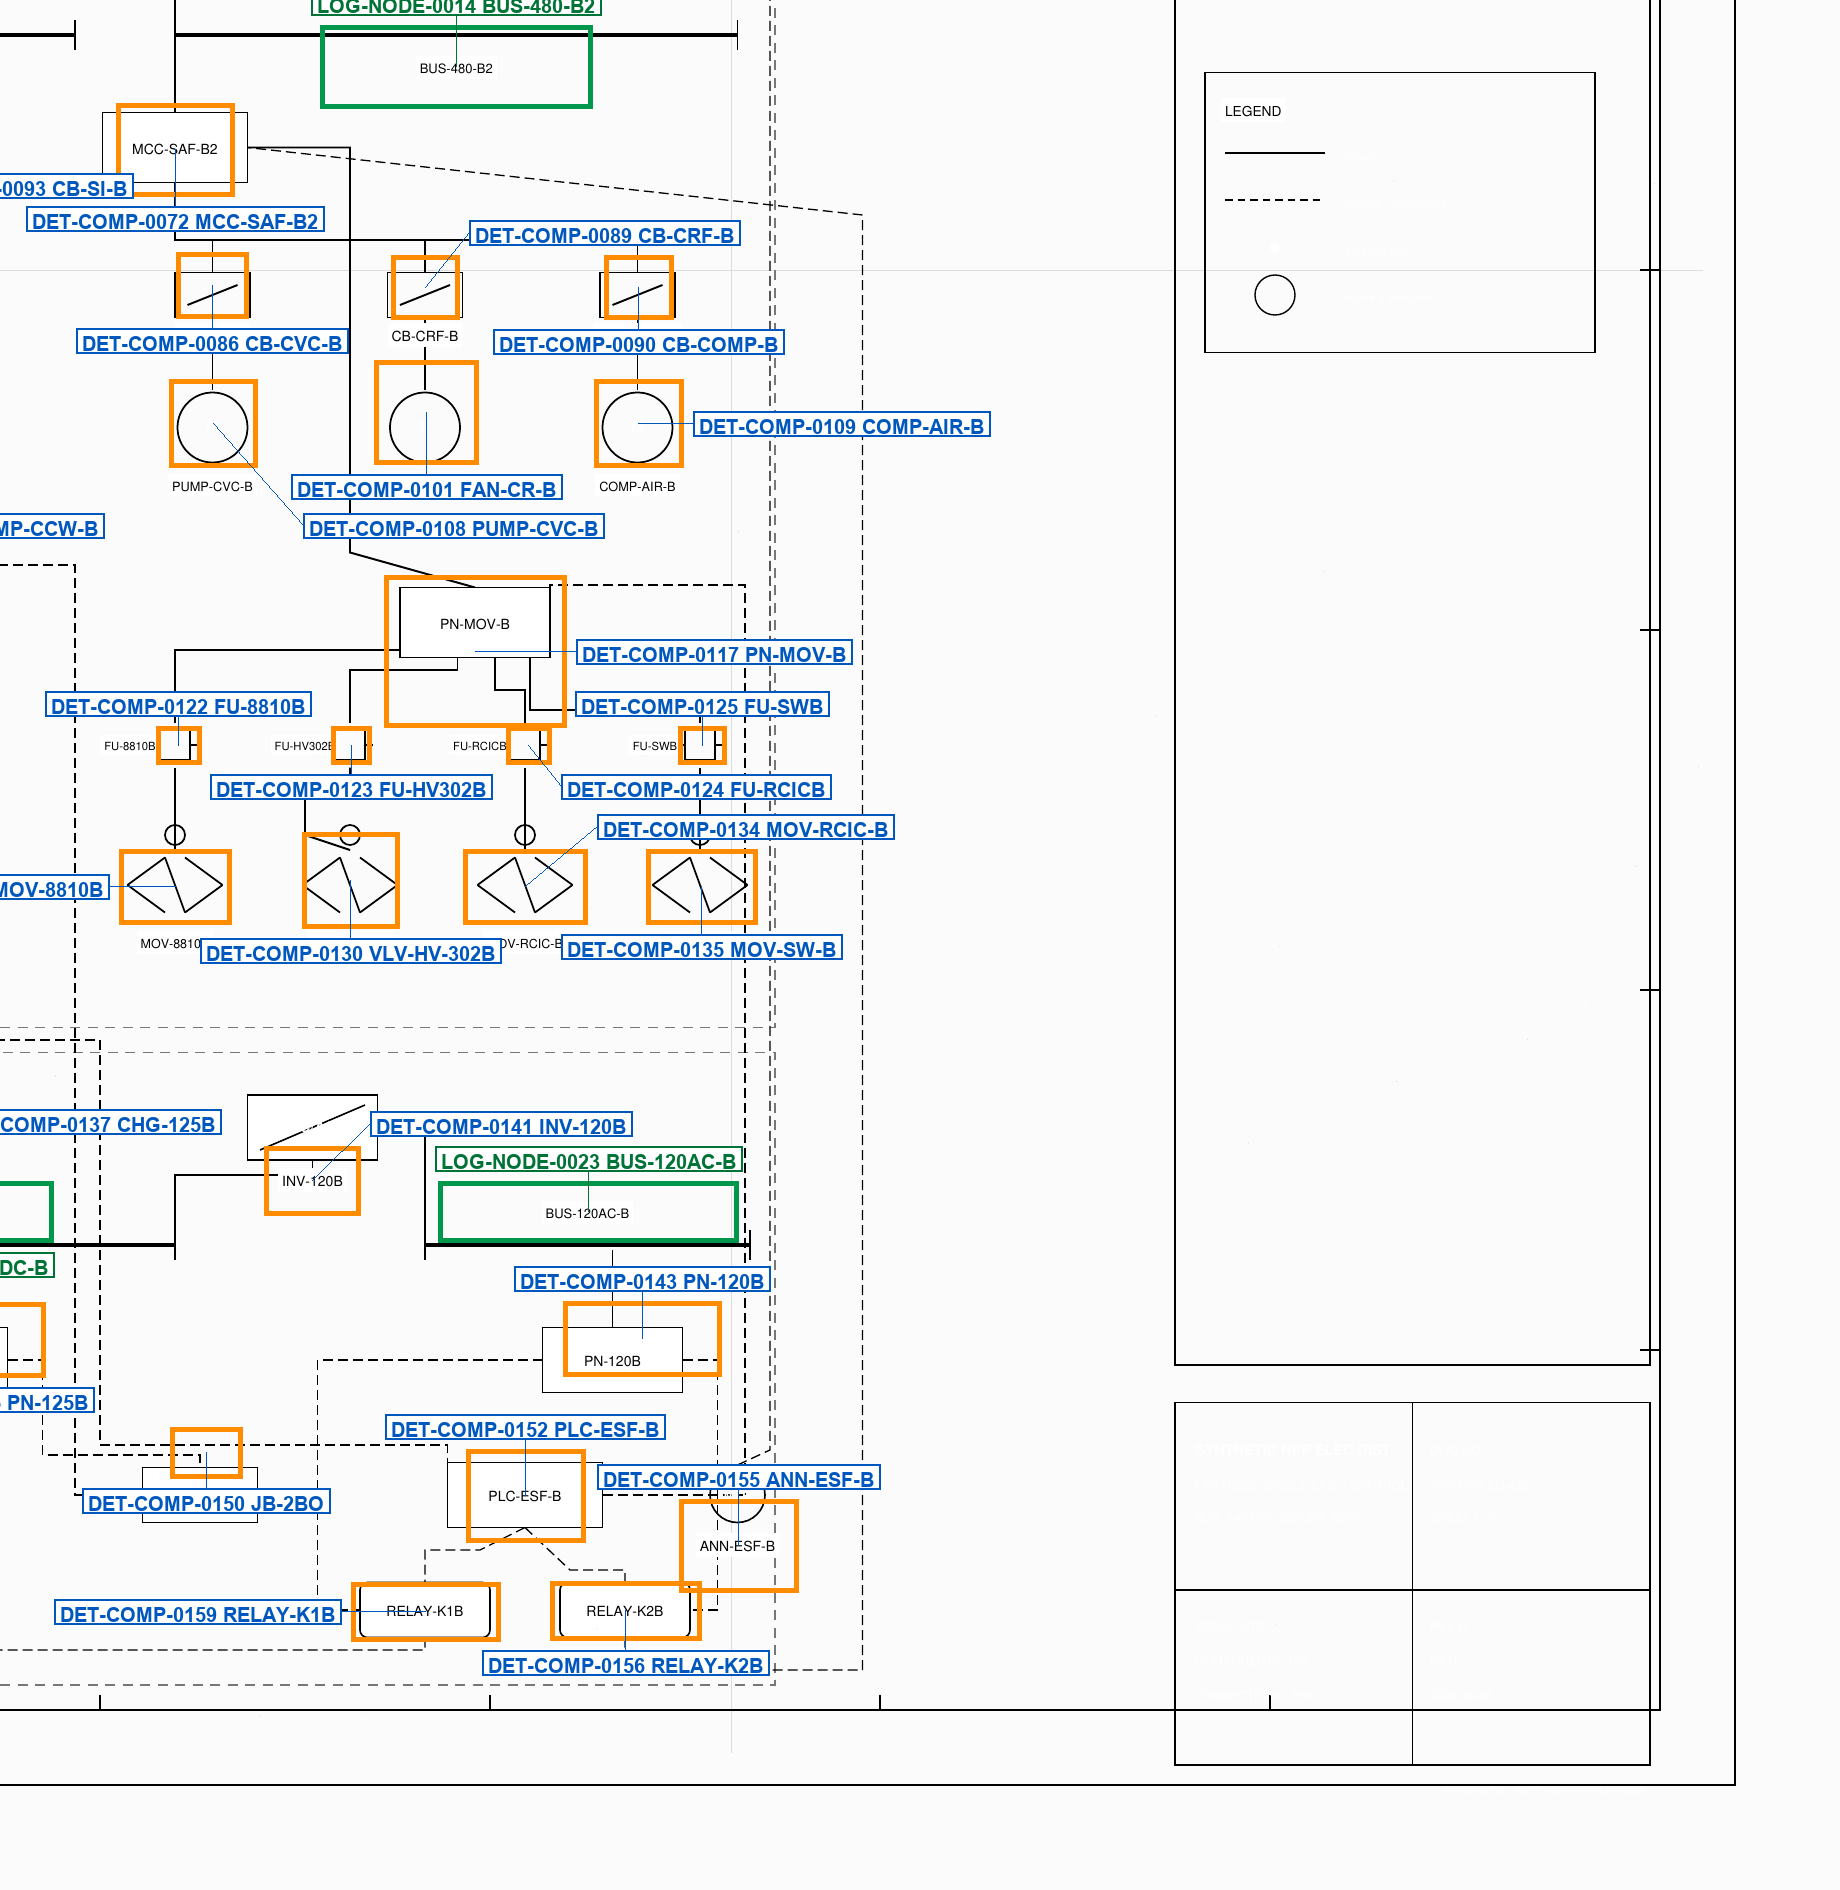 LOG-NODE-0014 BUS-480-B2
BUS-480-B2
LEGEND
MCC-SAF-B2
-0093 CB-SI-B
DET-COMP-0072 MCC-SAF-B2
DET-COMP-0089 CB-CRF-B
CB-CRF-B
DET-COMP-0086 CB-CVC-B
DET-COMP-0090 CB-COMP-B
DET-COMP-0109 COMP-AIR-B
PUMP-CVC-B
DET-COMP-0101 FAN-CR-B
COMP-AIR-B
MP-CCW-B
DET-COMP-0108 PUMP-CVC-B
PN-MOV-B
DET-COMP-0117 PN-MOV-B
DET-COMP-0122 FU-8810B
DET-COMP-0125 FU-SWB
FU-8810B
FU-HV302B
FU-RCICB
FU-SWB
DET-COMP-0123 FU-HV302B
DET-COMP-0124 FU-RCICB
DET-COMP-0134 MOV-RCIC-B
MOV-8810B
MOV-8810
DET-COMP-0130 VLV-HV-302B
OV-RCIC-B
DET-COMP-0135 MOV-SW-B
COMP-0137 CHG-125B
DET-COMP-0141 INV-120B
LOG-NODE-0023 BUS-120AC-B
INV-120B
BUS-120AC-B
DC-B
DET-COMP-0143 PN-120B
PN-120B
PN-125B
DET-COMP-0152 PLC-ESF-B
DET-COMP-0155 ANN-ESF-B
PLC-ESF-B
DET-COMP-0150 JB-2BO
ANN-ESF-B
DET-COMP-0159 RELAY-K1B
RELAY-K1B
RELAY-K2B
DET-COMP-0156 RELAY-K2B